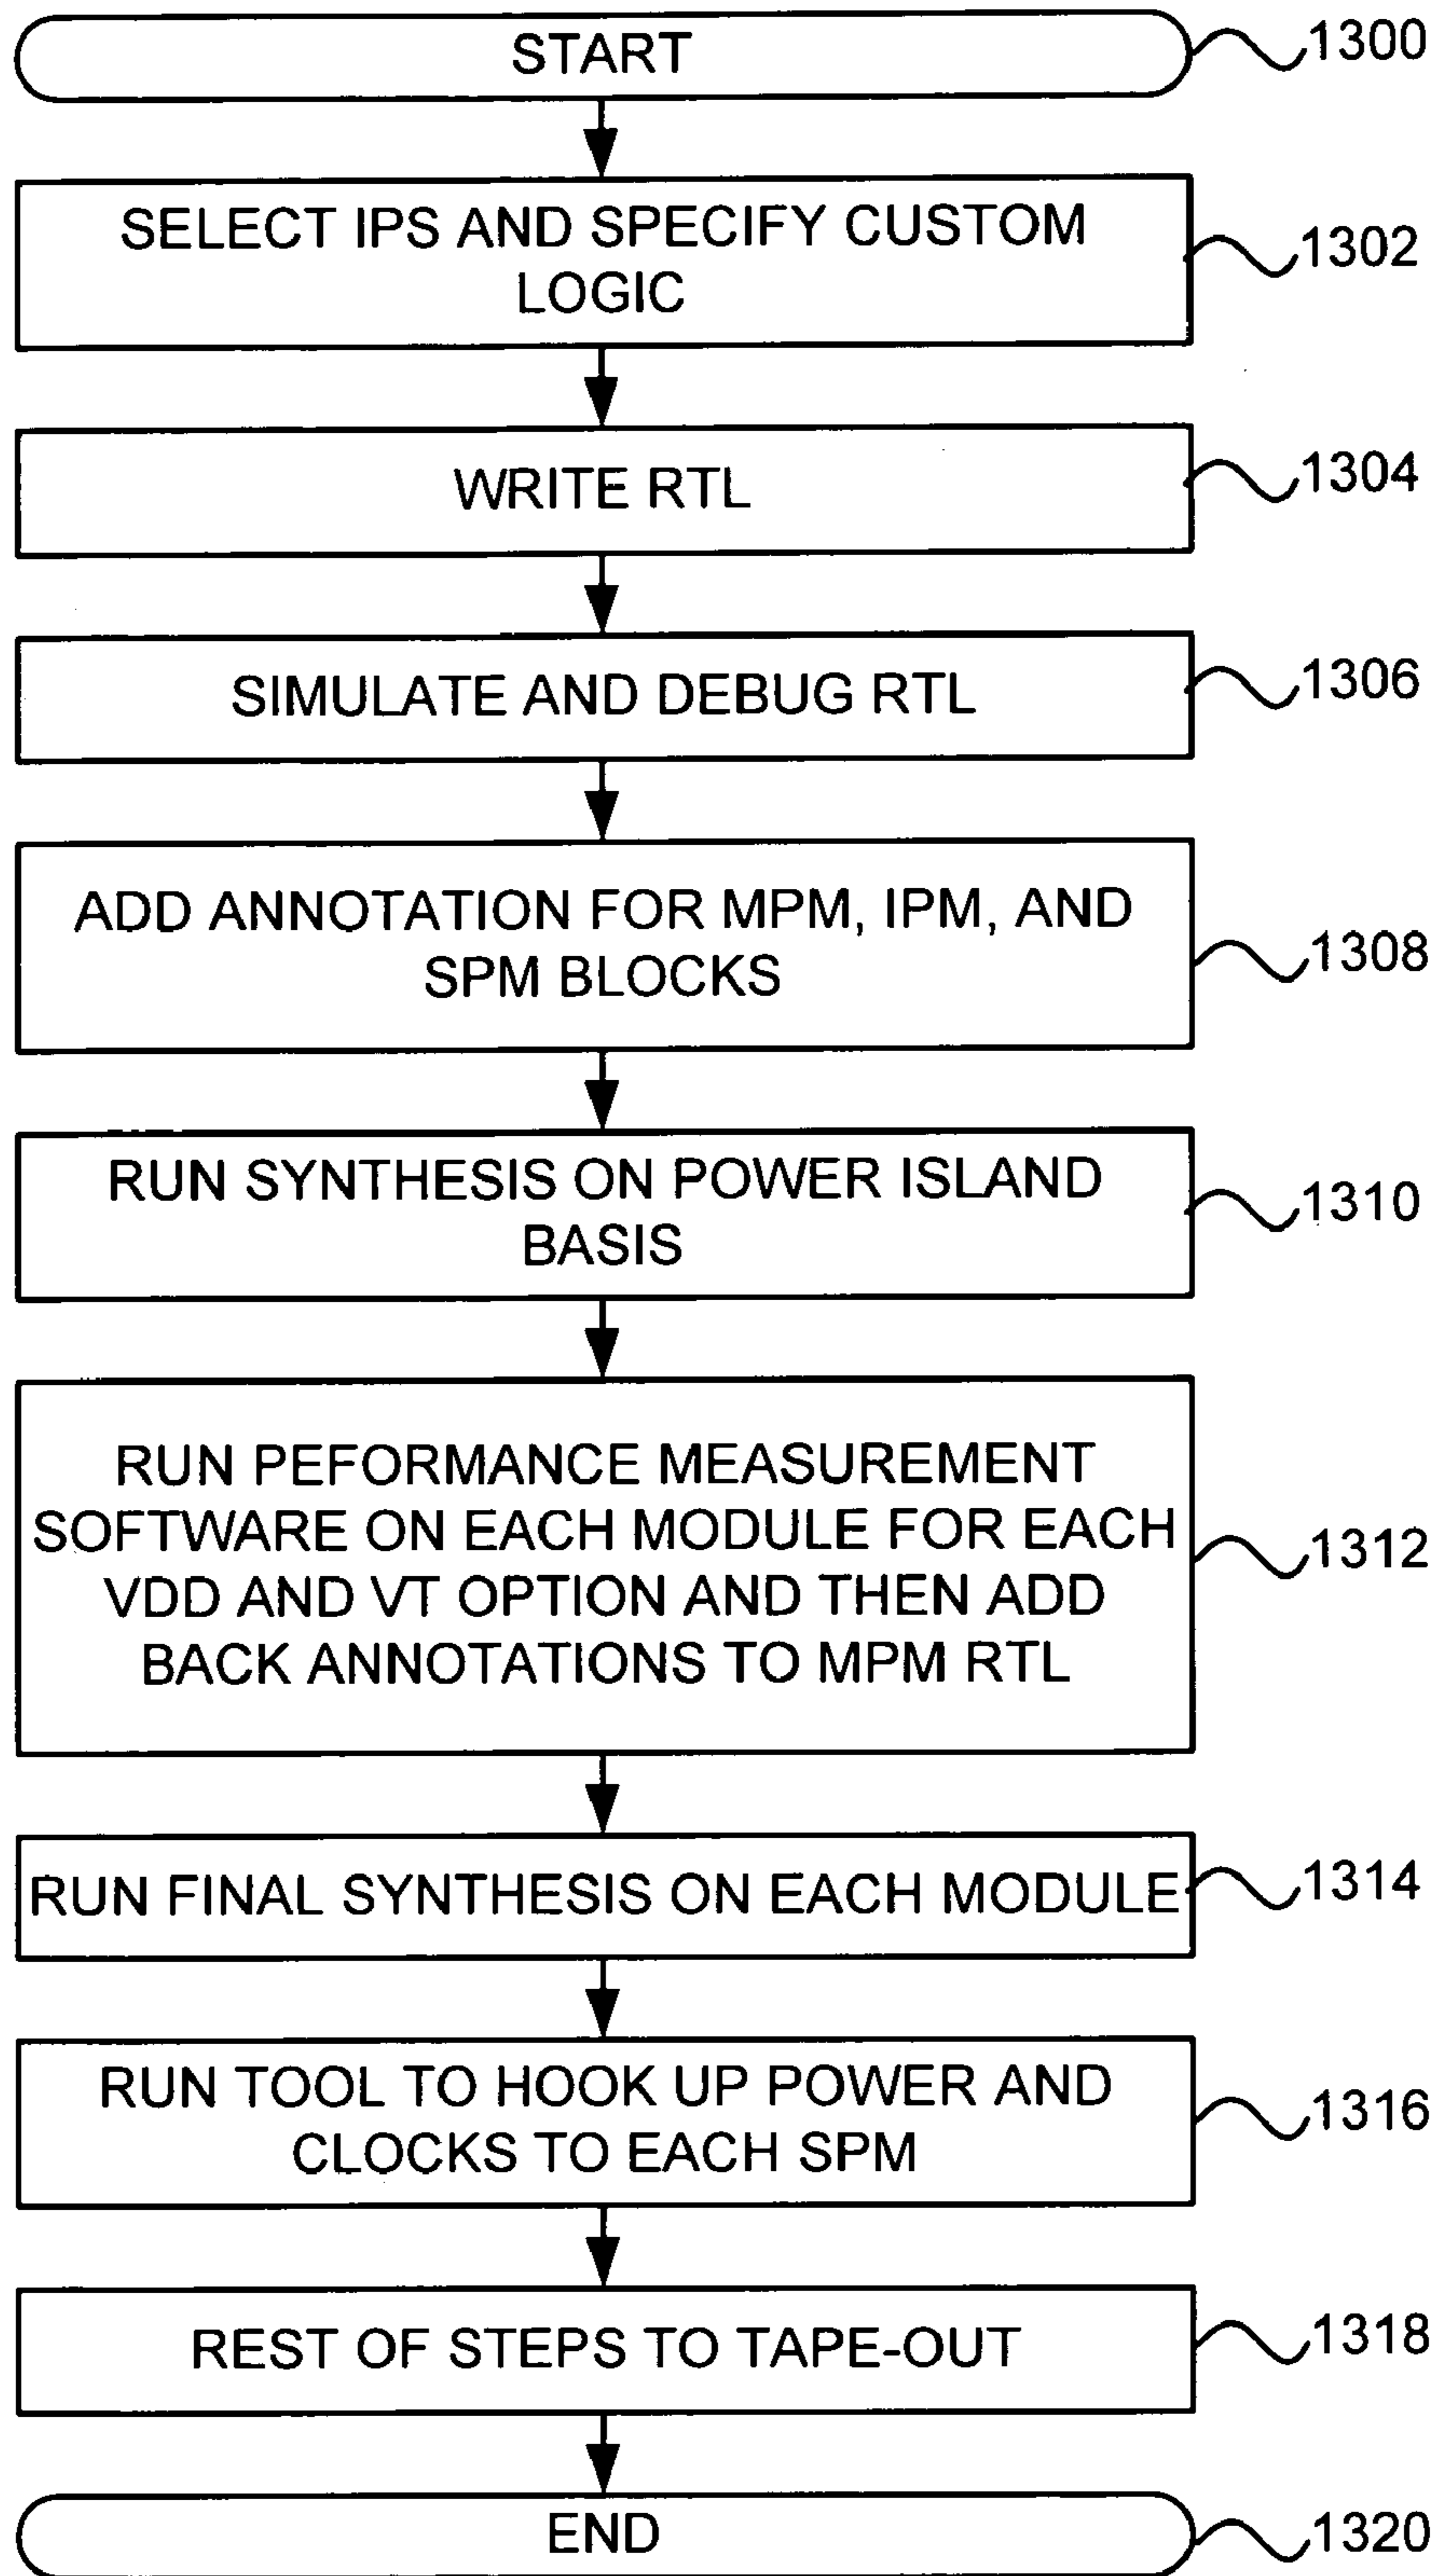 START
1300
SELECT IPS AND SPECIFY CUSTOM
LOGIC
1302
WRITE RTL
1304
SIMULATE AND DEBUG RTL
1306
ADD ANNOTATION FOR MPM, IPM, AND
SPM BLOCKS
1308
RUN SYNTHESIS ON POWER ISLAND
BASIS
1310
RUN PEFORMANCE MEASUREMENT
SOFTWARE ON EACH MODULE FOR EACH
VDD AND VT OPTION AND THEN ADD
BACK ANNOTATIONS TO MPM RTL
1312
RUN FINAL SYNTHESIS ON EACH MODULE
1314
RUN TOOL TO HOOK UP POWER AND
CLOCKS TO EACH SPM
1316
REST OF STEPS TO TAPE-OUT
1318
END
1320